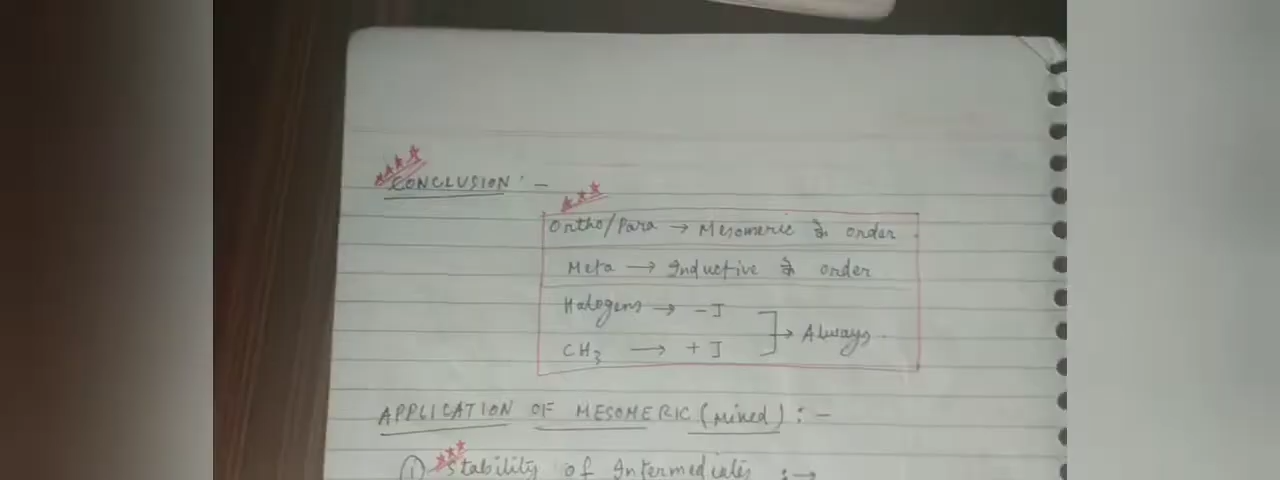 CONCLUSION : -
Ortho/Para → Mesomeric के order
Meta → Inductive के order
Halogens → - I
CH3 → + I
→ Always
APPLICATION OF MESOMERIC (Mixed) : -
① Stability of Intermediates : →